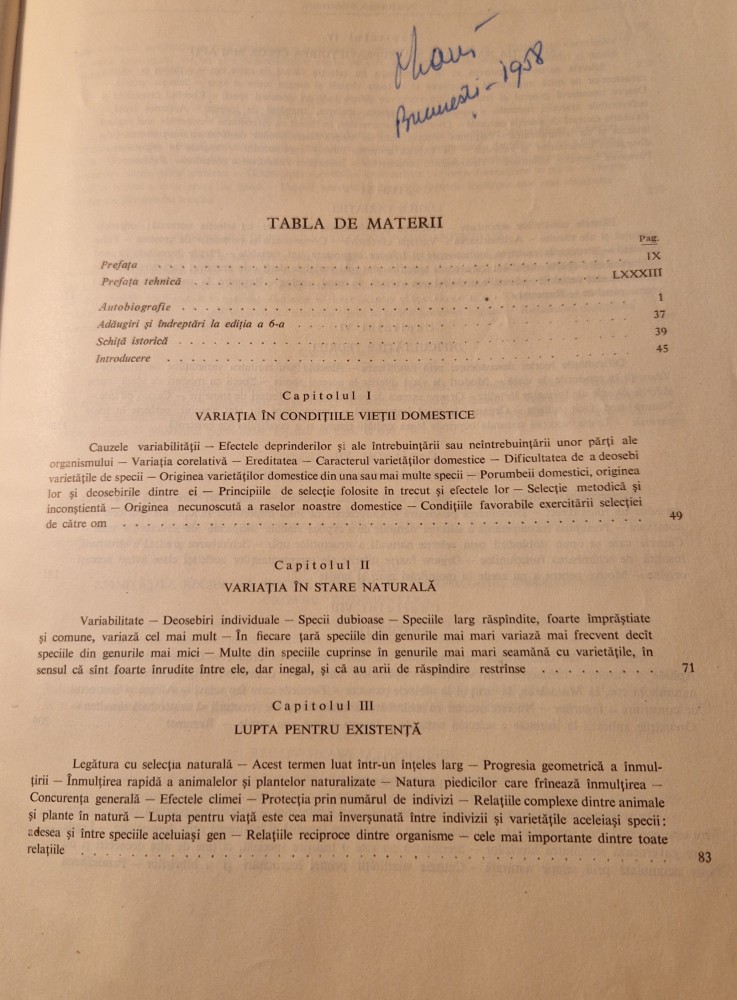 București - 1958
TABLA DE MATERII
Pag.
Prefața . . . . . . . . . . . . . . . . . . . . . . . . . IX
Prefața tehnică . . . . . . . . . . . . . . . . . . . . . . LXXXIII
Autobiografie . . . . . . . . . . . . . . . . . . . . . . . 1
Adăugiri și îndreptări la ediția a 6-a . . . . . . . . . . . . . . 37
Schiță istorică . . . . . . . . . . . . . . . . . . . . . . . 39
Introducere . . . . . . . . . . . . . . . . . . . . . . . . 45
Capitolul I
VARIAȚIA ÎN CONDIȚIILE VIEȚII DOMESTICE
Cauzele variabilității — Efectele deprinderilor și ale întrebuințării sau neîntrebuințării unor părți ale
organismului — Variația corelativă — Ereditatea — Caracterul varietăților domestice — Dificultatea de a deosebi
varietățile de specii — Originea varietăților domestice din una sau mai multe specii — Porumbeii domestici, originea
lor și deosebirile dintre ei — Principiile de selecție folosite în trecut și efectele lor — Selecție metodică și
inconștientă — Originea necunoscută a raselor noastre domestice — Condițiile favorabile exercitării selecției
de către om . . . . . . . . . . . . . . . . . . . . . . . . 49
Capitolul II
VARIAȚIA ÎN STARE NATURALĂ
Variabilitate — Deosebiri individuale — Specii dubioase — Speciile larg răspîndite, foarte împrăștiate
și comune, variază cel mai mult — În fiecare țară speciile din genurile mai mari variază mai frecvent decît
speciile din genurile mai mici — Multe din speciile cuprinse în genurile mai mari seamănă cu varietățile, în
sensul că sînt foarte înrudite între ele, dar inegal, și că au arii de răspîndire restrînse . . . . . . . . . 71
Capitolul III
LUPTA PENTRU EXISTENȚĂ
Legătura cu selecția naturală — Acest termen luat într-un înțeles larg — Progresia geometrică a înmul-
țirii — Înmulțirea rapidă a animalelor și plantelor naturalizate — Natura piedicilor care frînează înmulțirea —
Concurența generală — Efectele climei — Protecția prin numărul de indivizi — Relațiile complexe dintre animale
și plante în natură — Lupta pentru viață este cea mai înverșunată între indivizii și varietățile aceleiași specii:
adesea și între speciile aceluiași gen — Relațiile reciproce dintre organisme — cele mai importante dintre toate
relațiile . . . . . . . . . . . . . . . . . . . . . . . . . 83